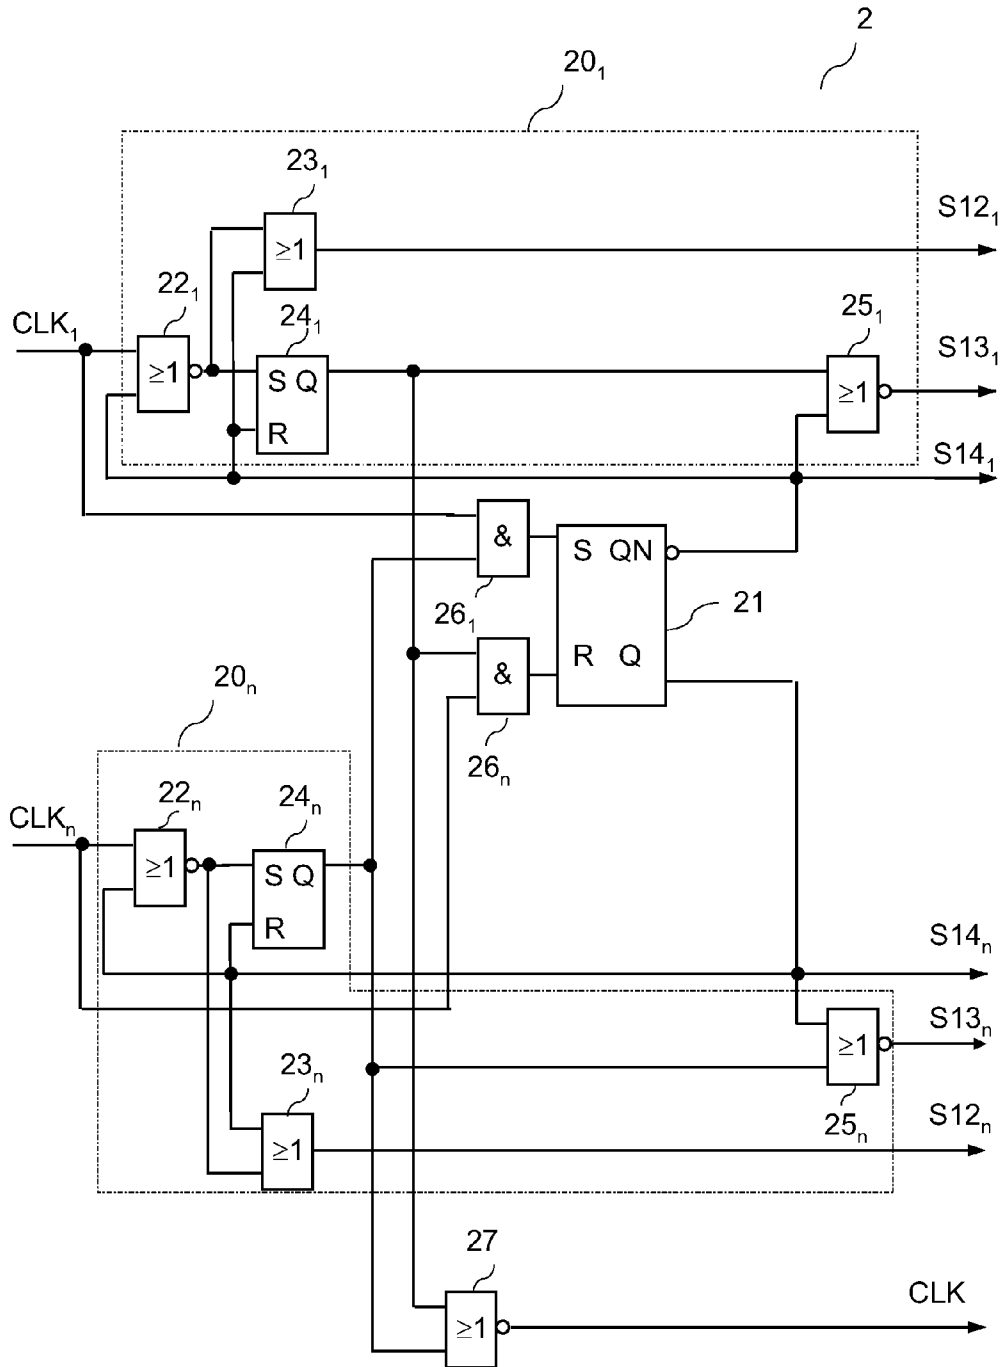 2
20₁
23₁
S12₁
≥1
22₁
CLK₁
24₁
25₁
S13₁
≥1
S Q
≥1
R
S14₁
&
S QN
26₁
21
R Q
&
20ₙ
26ₙ
22ₙ
24ₙ
CLKₙ
≥1
S Q
R
S14ₙ
S13ₙ
≥1
23ₙ
25ₙ
S12ₙ
≥1
27
CLK
≥1